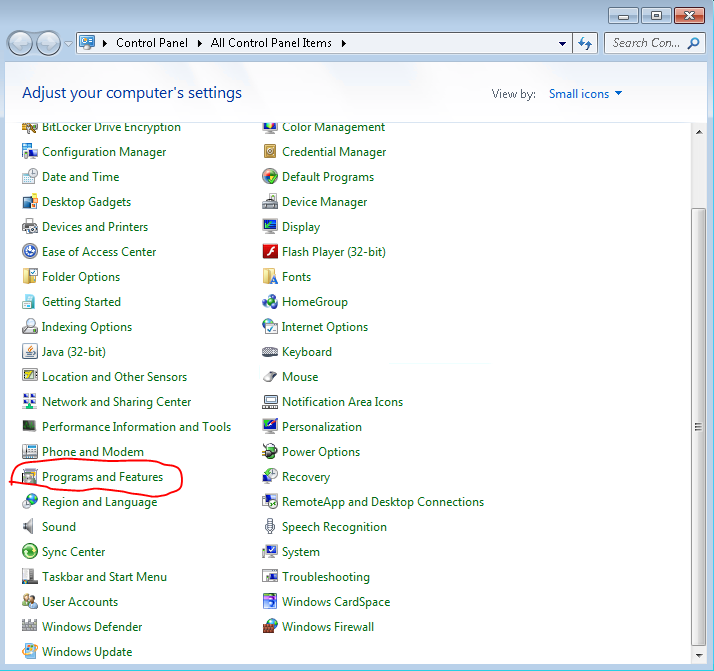 Control Panel All Control Panel Items Search Con...
Adjust your computer's settings
View by: Small icons
BitLocker Drive Encryption Color Management
Configuration Manager Credential Manager
Date and Time Default Programs
Desktop Gadgets Device Manager
Devices and Printers Display
Ease of Access Center Flash Player (32-bit)
Folder Options Fonts
Getting Started HomeGroup
Indexing Options Internet Options
Java (32-bit) Keyboard
Location and Other Sensors Mouse
Network and Sharing Center Notification Area Icons
Performance Information and Tools Personalization
Phone and Modem Power Options
Programs and Features Recovery
Region and Language RemoteApp and Desktop Connections
Sound Speech Recognition
Sync Center System
Taskbar and Start Menu Troubleshooting
User Accounts Windows CardSpace
Windows Defender Windows Firewall
Windows Update